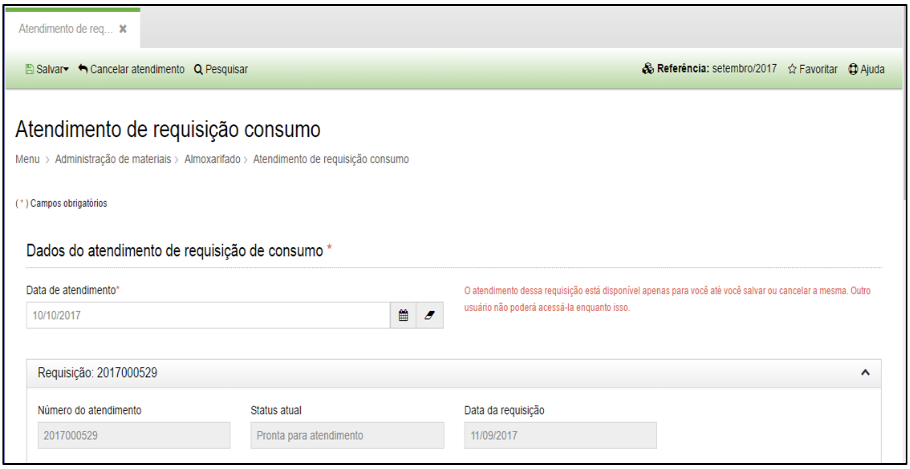 Atendimento de req... ✖
Salvar Cancelar atendimento Pesquisar Referência: setembro/2017 Favoritar Ajuda
Atendimento de requisição consumo
Menu > Administração de materiais > Almoxarifado > Atendimento de requisição consumo
(*) Campos obrigatórios
Dados do atendimento de requisição de consumo *
Data de atendimento*
10/10/2017
O atendimento dessa requisição está disponível apenas para você até você salvar ou cancelar a mesma. Outro
usuário não poderá acessá-la enquanto isso.
Requisição: 2017000529
Número do atendimento Status atual Data da requisição
2017000529 Pronta para atendimento 11/09/2017